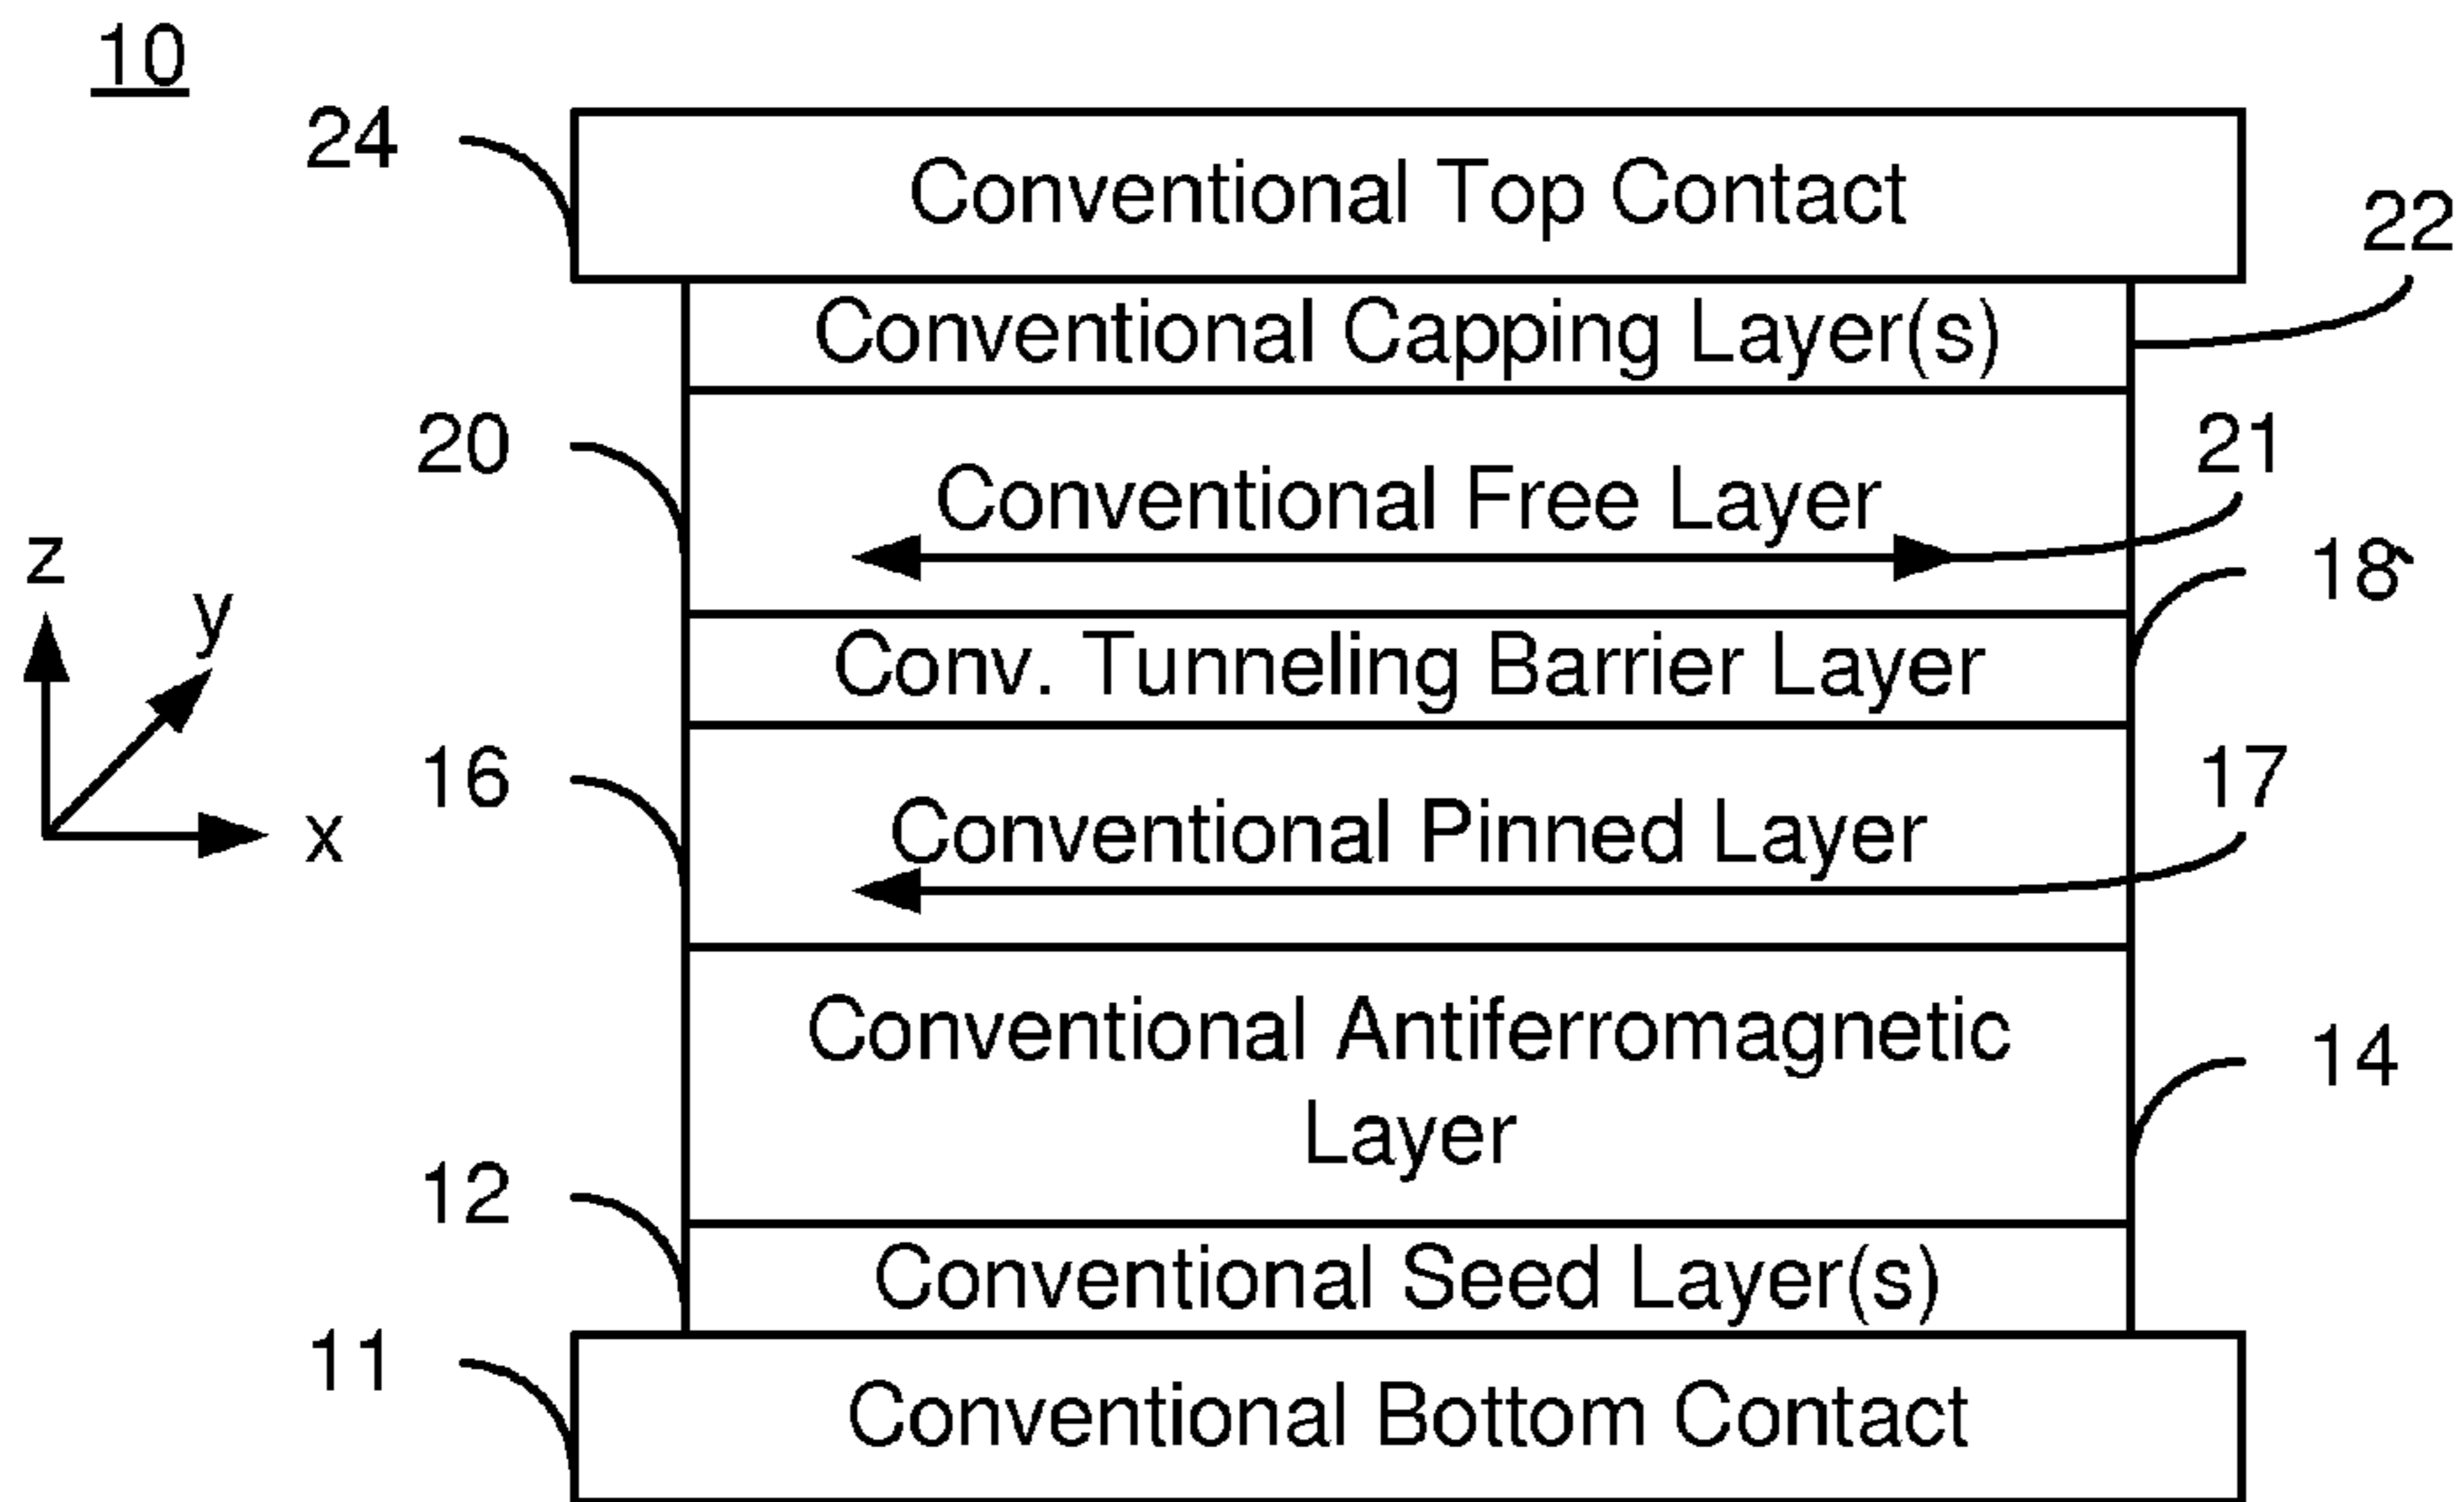 10
24
Conventional Top Contact
22
Conventional Capping Layer(s)
20
21
Conventional Free Layer
z
y
x
18
Conv. Tunneling Barrier Layer
16
17
Conventional Pinned Layer
Conventional Antiferromagnetic
Layer
14
12
Conventional Seed Layer(s)
11
Conventional Bottom Contact